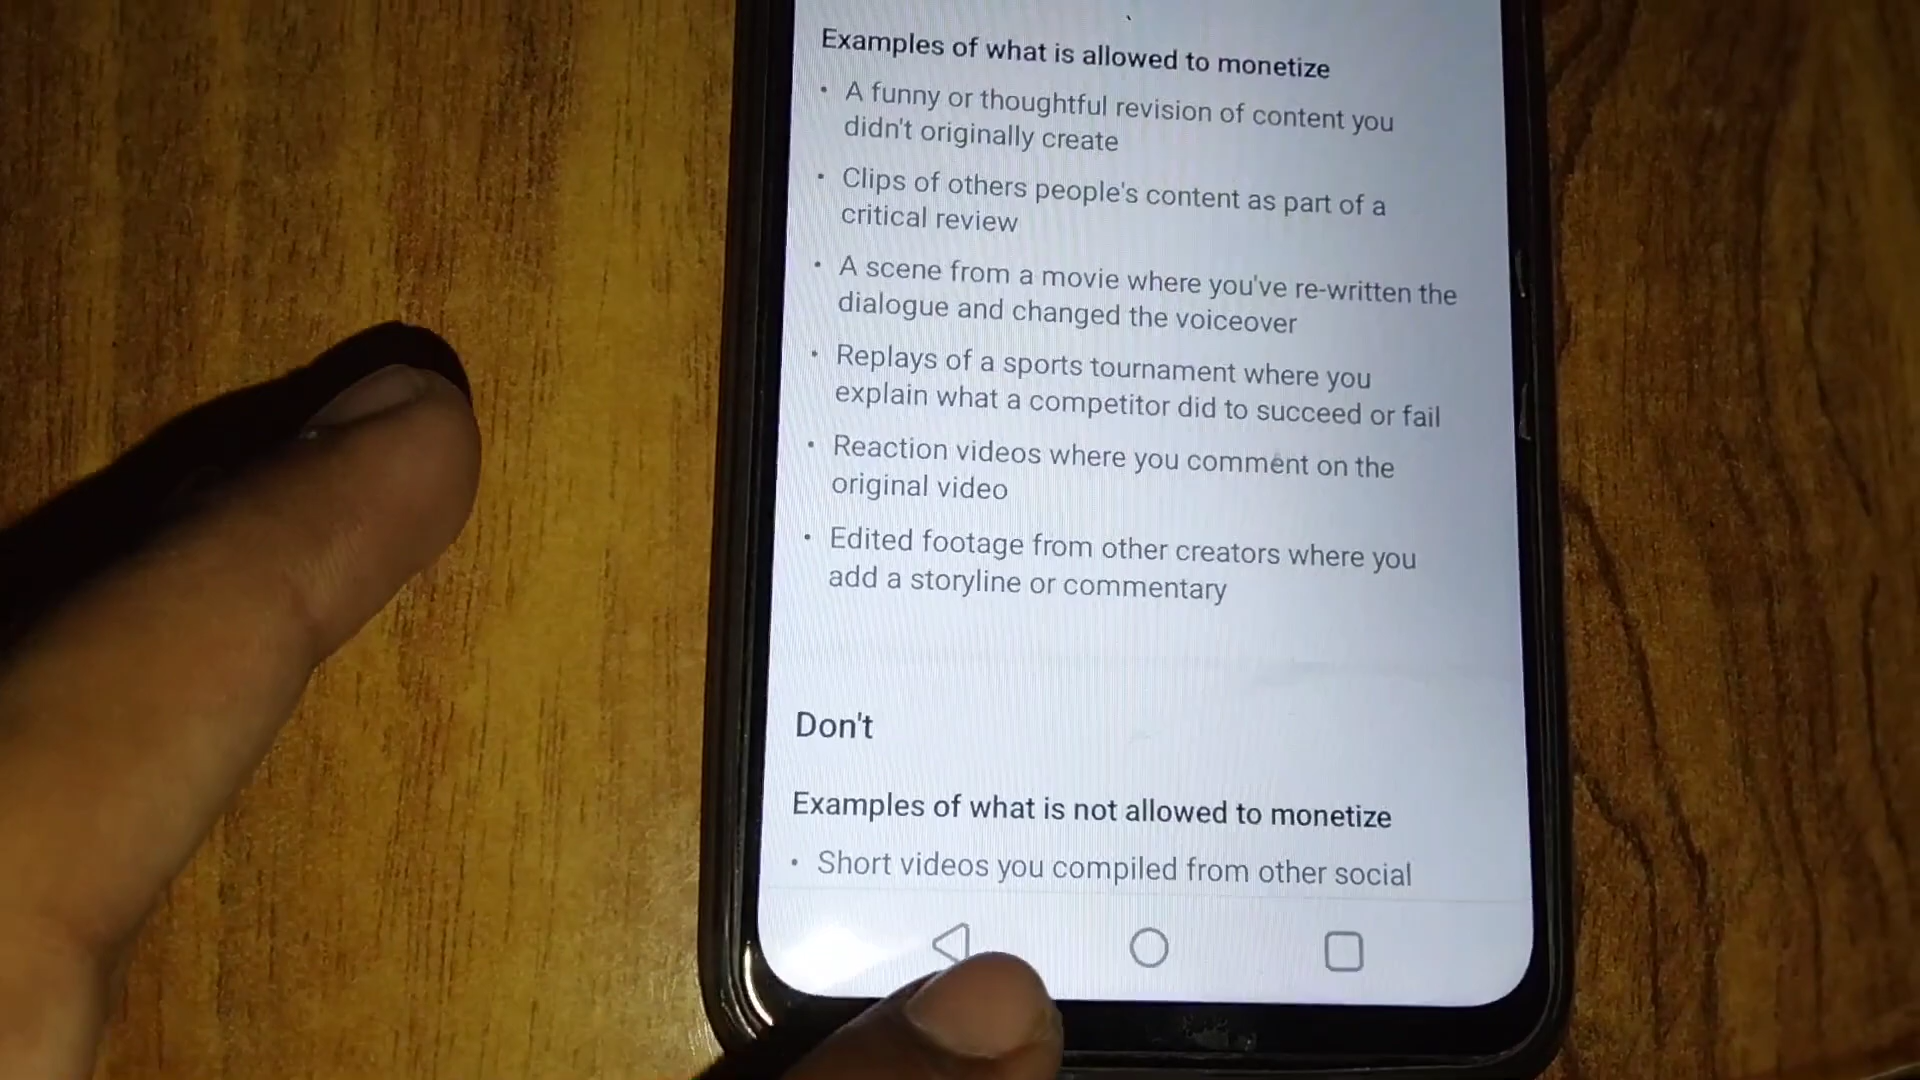 Examples of what is allowed to monetize
• A funny or thoughtful revision of content you
didn't originally create
• Clips of others people's content as part of a
critical review
• A scene from a movie where you've re-written the
dialogue and changed the voiceover
• Replays of a sports tournament where you
explain what a competitor did to succeed or fail
• Reaction videos where you comment on the
original video
• Edited footage from other creators where you
add a storyline or commentary
Don't
Examples of what is not allowed to monetize
• Short videos you compiled from other social